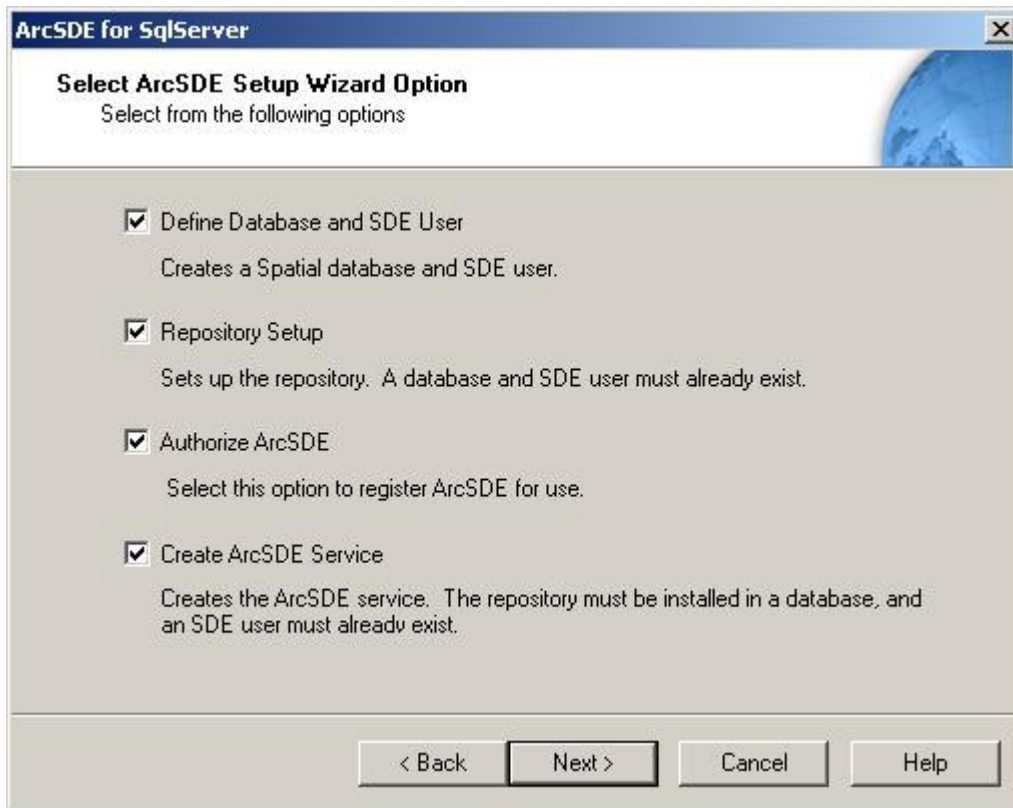 ArcSDE for SqlServer
Select ArcSDE Setup Wizard Option
Select from the following options
Define Database and SDE User
Creates a Spatial database and SDE user.
Repository Setup
Sets up the repository.  A database and SDE user must already exist.
Authorize ArcSDE
Select this option to register ArcSDE for use.
Create ArcSDE Service
Creates the ArcSDE service.  The repository must be installed in a database, and
an SDE user must already exist.
< Back
Next >
Cancel
Help